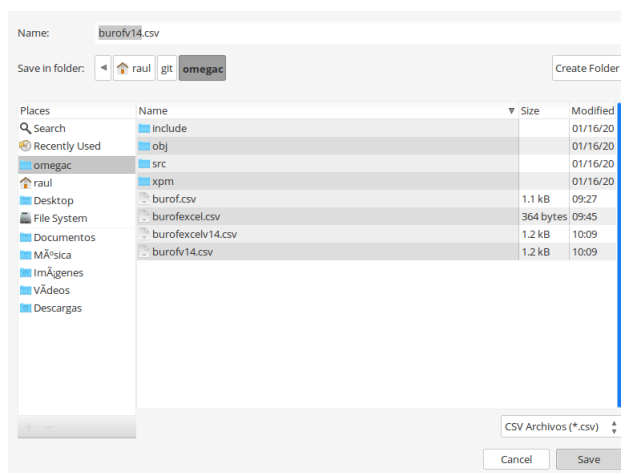 Name: burofv14.csv
Save in folder: raul git omegac Create Folder
Places Name Size Modified
Search include 01/16/20
Recently Used obj 01/16/20
omegac src 01/16/20
raul xpm 01/16/20
Desktop burof.csv 1.1 kB 09:27
File System burofexcel.csv 364 bytes 09:45
Documentos burofexcelv14.csv 1.2 kB 10:09
MÃºsica burofv14.csv 1.2 kB 10:09
ImÃ¡genes
VÃdeos
Descargas
CSV Archivos (*.csv)
Cancel Save